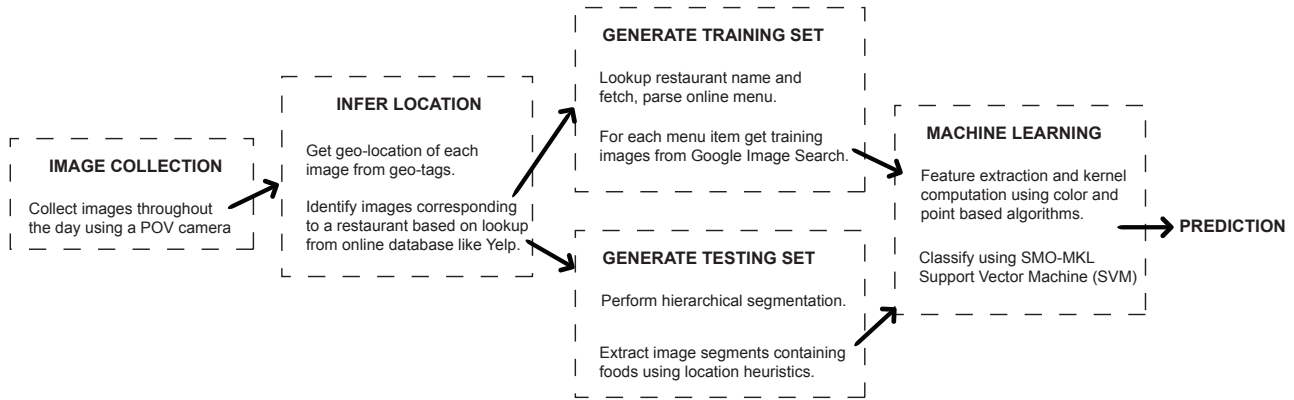 IMAGE COLLECTION
Collect images throughout
the day using a POV camera
INFER LOCATION
Get geo-location of each
image from geo-tags.
Identify images corresponding
to a restaurant based on lookup
from online database like Yelp.
GENERATE TRAINING SET
Lookup restaurant name and
fetch, parse online menu.
For each menu item get training
images from Google Image Search.
GENERATE TESTING SET
Perform hierarchical segmentation.
Extract image segments containing
foods using location heuristics.
MACHINE LEARNING
Feature extraction and kernel
computation using color and
point based algorithms.
Classify using SMO-MKL
Support Vector Machine (SVM)
PREDICTION